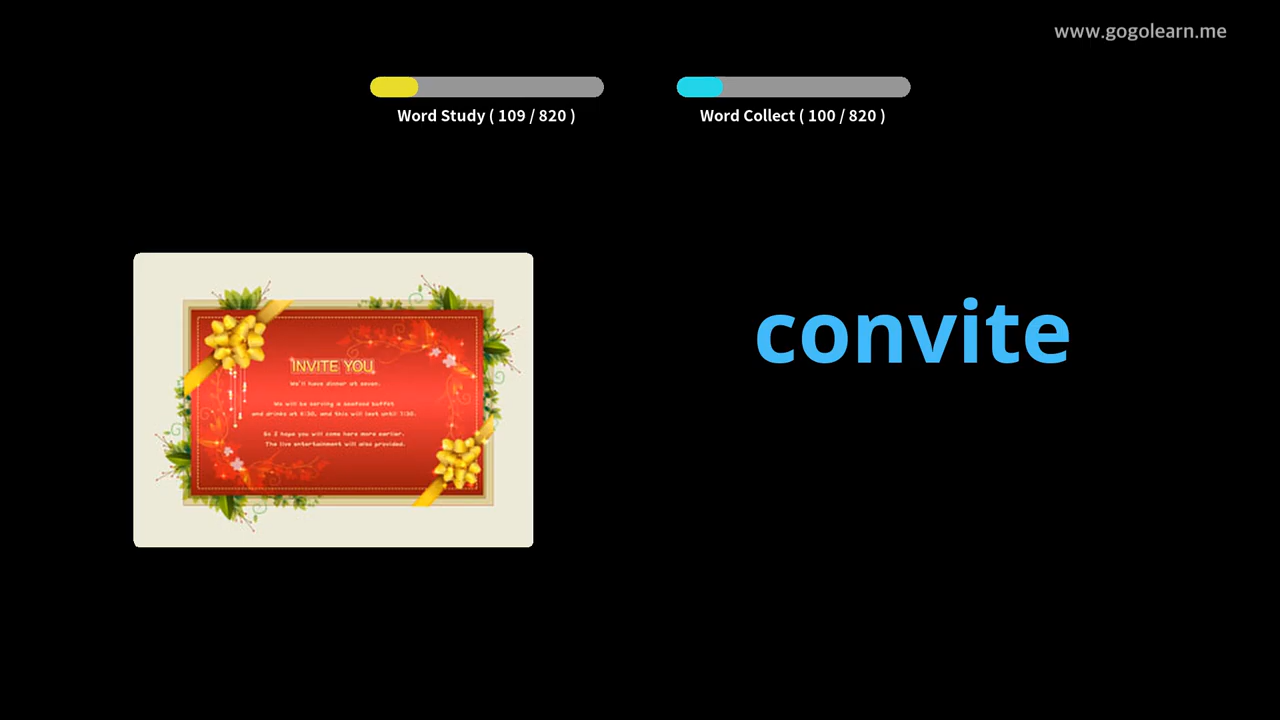 www.gogolearn.me
Word Study ( 109 / 820 )
Word Collect ( 100 / 820 )
INVITE YOU
We'll have dinner at seven.
We will be serving a seafood buffet
and drinks at 6:30, and this will last until 7:30.
So I hope you will come here more earlier.
The live entertainment will also provided.
convite